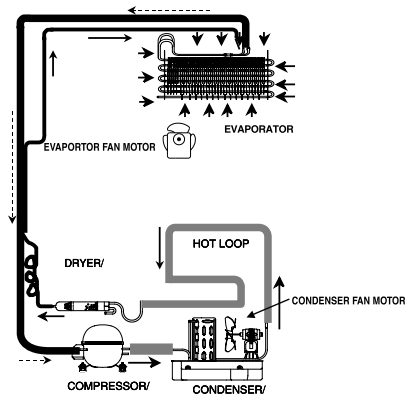 EVAPORATOR
EVAPORTOR FAN MOTOR
HOT LOOP
DRYER/
CONDENSER FAN MOTOR
COMPRESSOR/
CONDENSER/